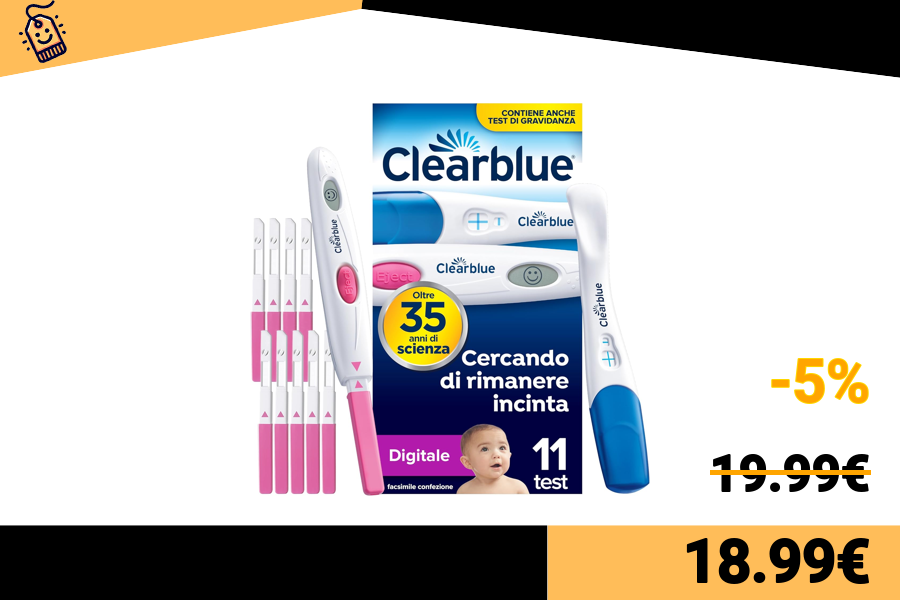 CONTIENE ANCHE
TEST DI GRAVIDANZA
Clearblue
Clearblue
Eject
Clearblue
Oltre
35
anni di
scienza
Cercando
di rimanere
incinta
Digitale
11
test
facsimile confezione
Clearblue
Eject
Clearblue
-5%
19.99€
18.99€